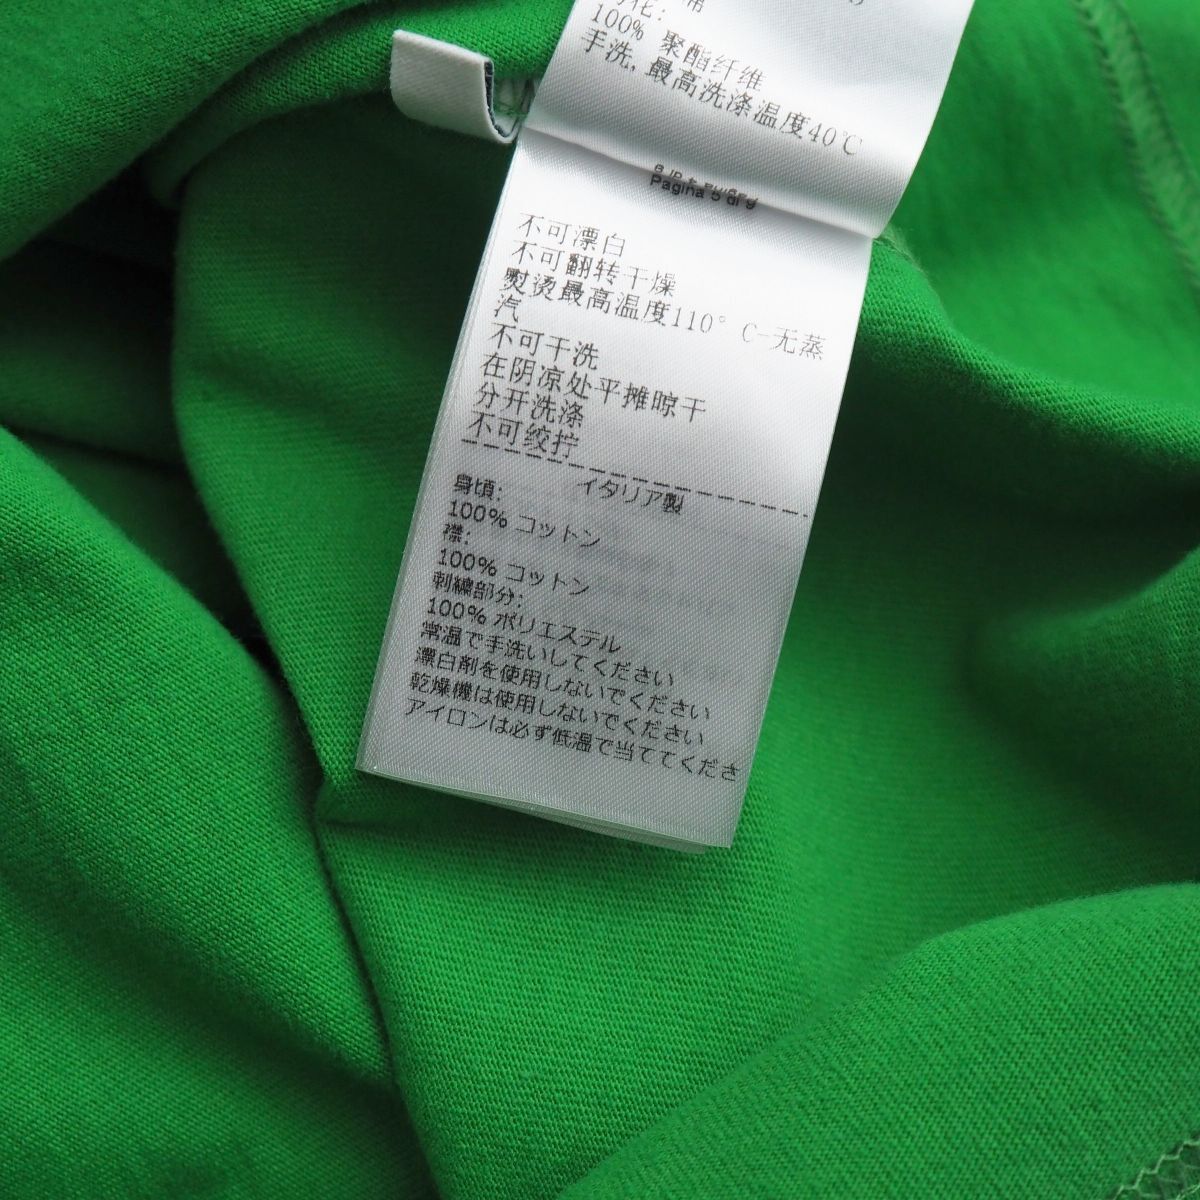 100% 聚酯纤维
手洗,最高洗涤温度40℃
Pagina 5 di 9
不可漂白
不可翻转干燥
熨烫最高温度110° C-无蒸
汽
不可干洗
在阴凉处平摊晾干
分开洗涤
不可绞拧
イタリア製
身頃:
100% コットン
襟:
100% コットン
刺繍部分:
100% ポリエステル
常温で手洗いしてください
漂白剤を使用しないでください
乾燥機は使用しないでください
アイロンは必ず低温で当ててくださ